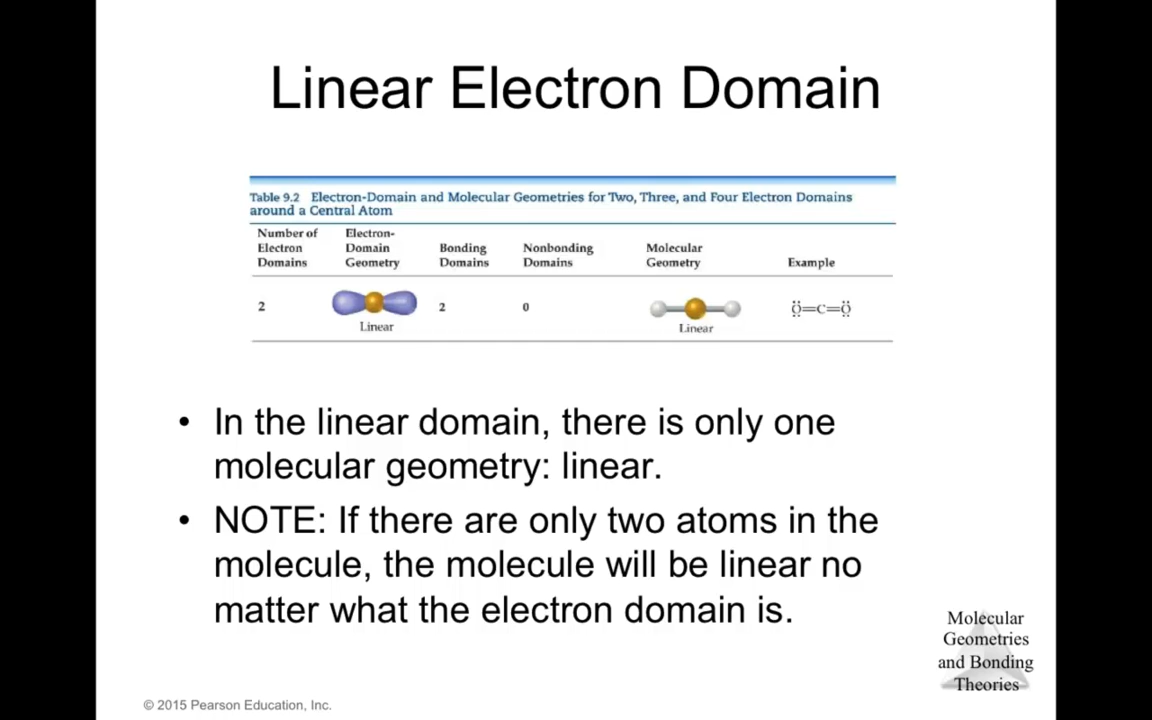 Linear Electron Domain
Table 9.2 Electron-Domain and Molecular Geometries for Two, Three, and Four Electron Domains
around a Central Atom
Number of Electron Domains
Electron-Domain Geometry
Bonding Domains
Nonbonding Domains
Molecular Geometry
Example
2
Linear
2
0
Linear
Ö=C=Ö
• In the linear domain, there is only one
molecular geometry: linear.
• NOTE: If there are only two atoms in the
molecule, the molecule will be linear no
matter what the electron domain is.
Molecular
Geometries
and Bonding
Theories
© 2015 Pearson Education, Inc.